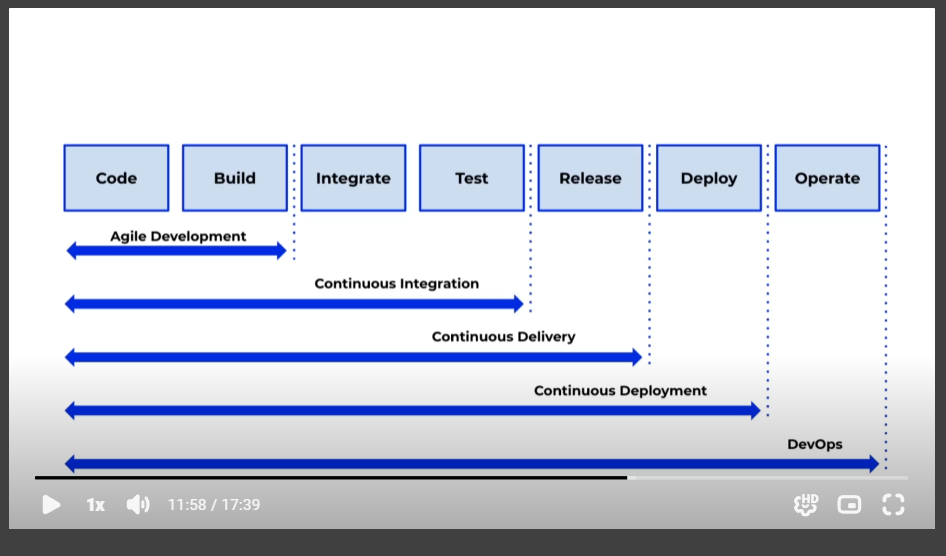 Code Build Integrate Test Release Deploy Operate
Agile Development
Continuous Integration
Continuous Delivery
Continuous Deployment
DevOps
1x 11:58 / 17:39 HD